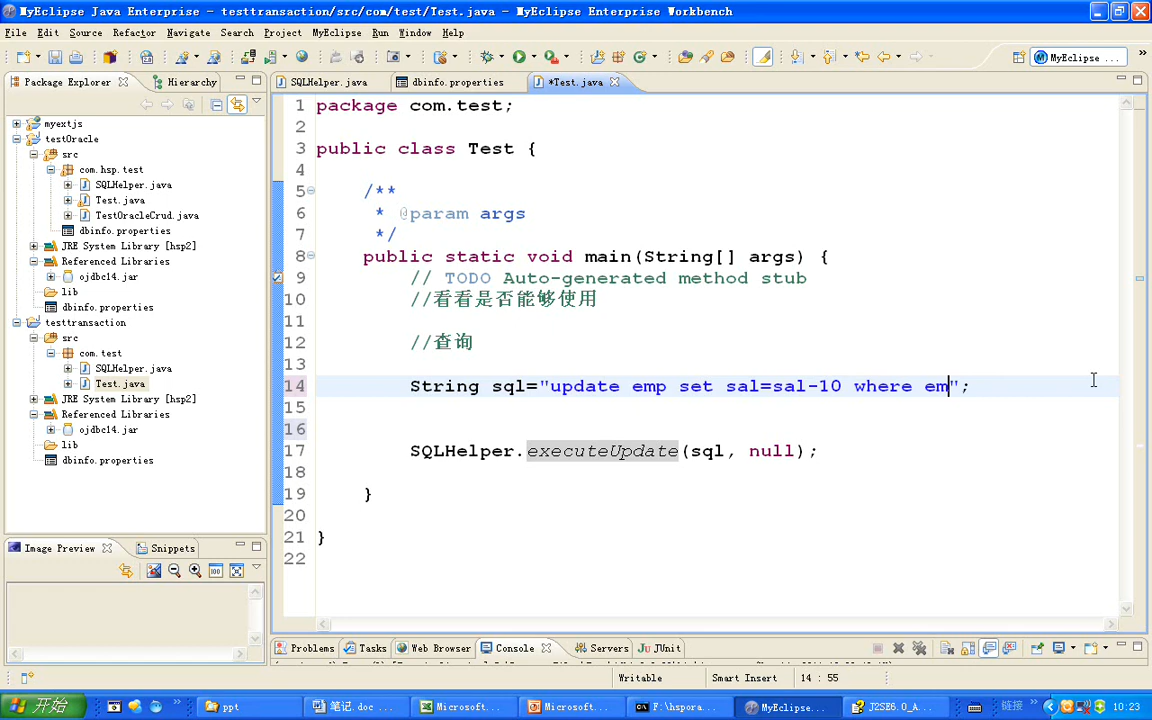 MyEclipse Java Enterprise - testtransaction/src/com/test/Test.java - MyEclipse Enterprise Workbench
File Edit Source Refactor Navigate Search Project MyEclipse Run Window Help
MyEclipse ...
Package Explorer Hierarchy
myextjs
testOracle
src
com.hsp.test
SQLHelper.java
Test.java
TestOracleCrud.java
dbinfo.properties
JRE System Library [hsp2]
Referenced Libraries
ojdbc14.jar
lib
dbinfo.properties
testtransaction
src
com.test
SQLHelper.java
Test.java
JRE System Library [hsp2]
Referenced Libraries
ojdbc14.jar
lib
dbinfo.properties
Image Preview Snippets
SQLHelper.java dbinfo.properties *Test.java
1 package com.test;
2
3 public class Test {
4
5 /**
6 * @param args
7 */
8 public static void main(String[] args) {
9 // TODO Auto-generated method stub
10 //看看是否能够使用
11
12 //查询
13
14 String sql="update emp set sal=sal-10 where em";
15
16
17 SQLHelper.executeUpdate(sql, null);
18
19 }
20
21 }
22
Problems Tasks Web Browser Console Servers JUnit
Writable Smart Insert 14 : 55
开始 ppt 笔记.doc ... Microsoft... Microsoft... F:\hspora... MyEclipse... J2SE6.0_A... 链接 10:23